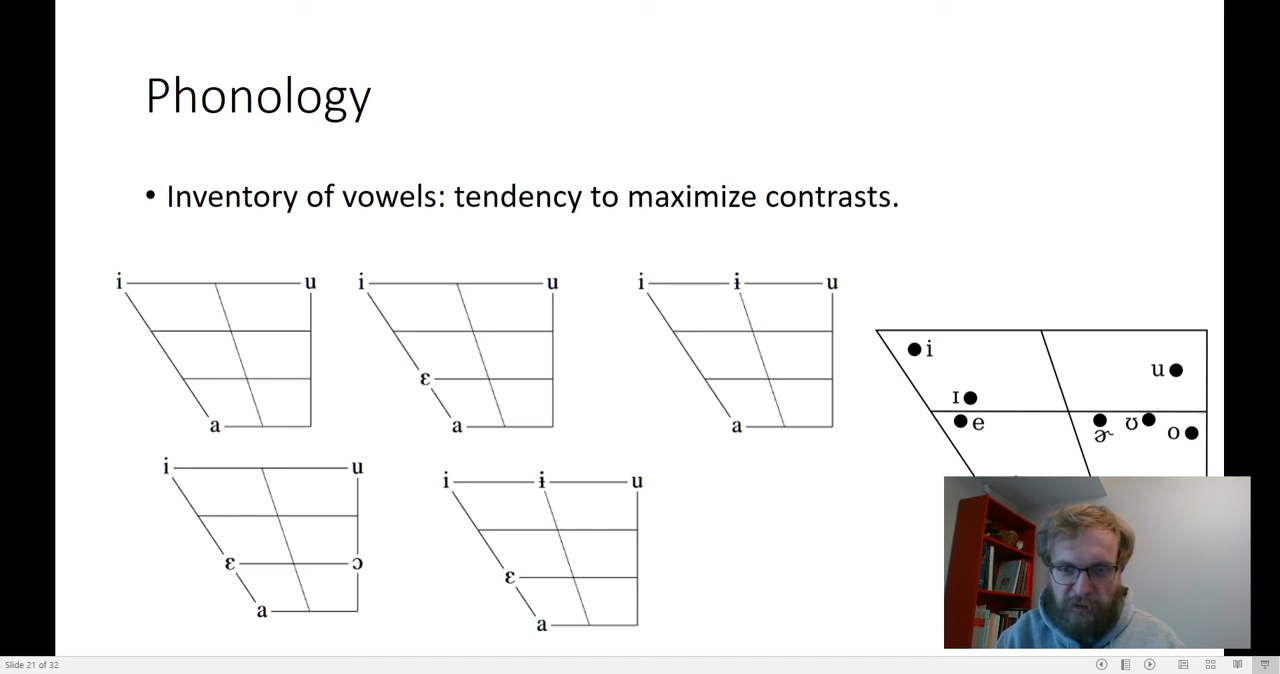 Phonology
• Inventory of vowels: tendency to maximize contrasts.
i u
ɛ
a
i u
a
i ɨ u
a
i
u
ɪ
e
ɚ
ʊ
o
i u
ɛ ɔ
a
i ɨ u
ɛ
a
Slide 21 of 32